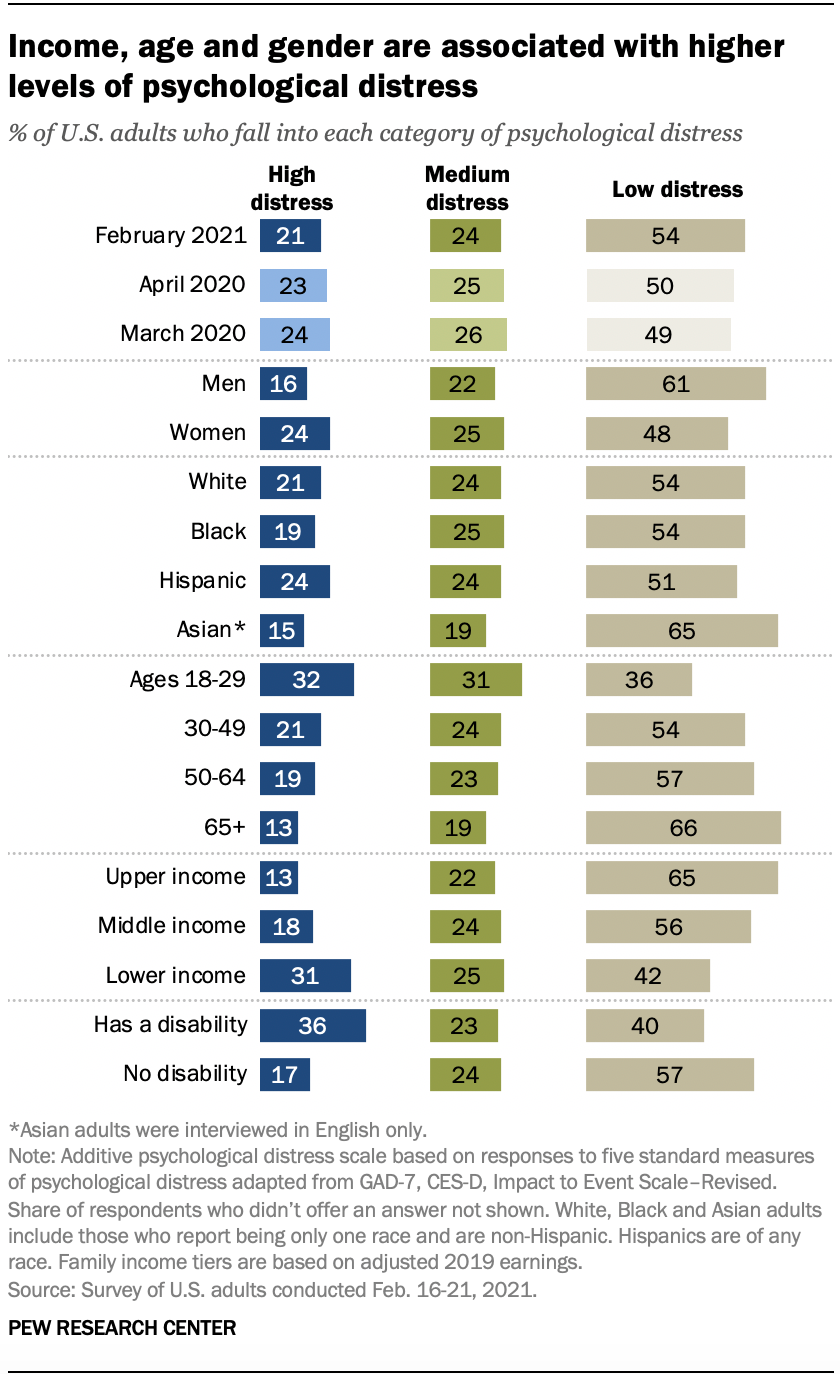 Income, age and gender are associated with higher
levels of psychological distress
% of U.S. adults who fall into each category of psychological distress
High distress Medium distress Low distress
February 2021 21 24 54
April 2020 23 25 50
March 2020 24 26 49
Men 16 22 61
Women 24 25 48
White 21 24 54
Black 19 25 54
Hispanic 24 24 51
Asian* 15 19 65
Ages 18-29 32 31 36
30-49 21 24 54
50-64 19 23 57
65+ 13 19 66
Upper income 13 22 65
Middle income 18 24 56
Lower income 31 25 42
Has a disability 36 23 40
No disability 17 24 57
*Asian adults were interviewed in English only.
Note: Additive psychological distress scale based on responses to five standard measures
of psychological distress adapted from GAD-7, CES-D, Impact to Event Scale–Revised.
Share of respondents who didn’t offer an answer not shown. White, Black and Asian adults
include those who report being only one race and are non-Hispanic. Hispanics are of any
race. Family income tiers are based on adjusted 2019 earnings.
Source: Survey of U.S. adults conducted Feb. 16-21, 2021.
PEW RESEARCH CENTER